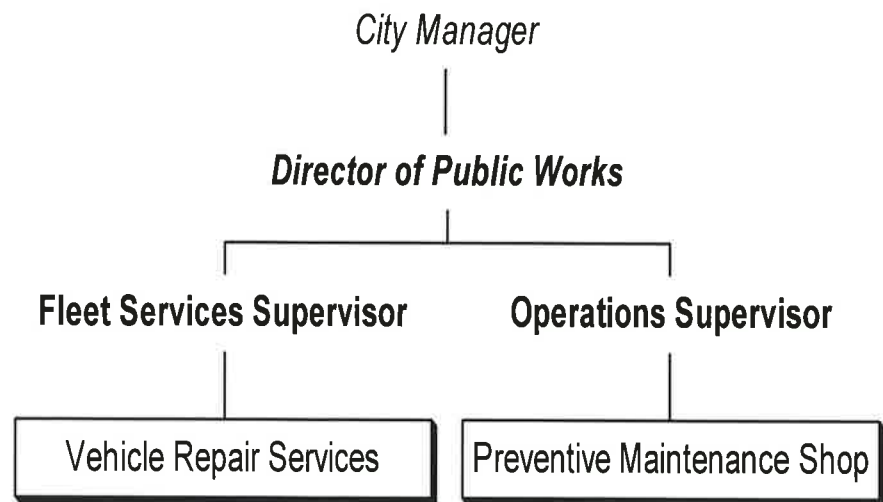 City Manager
Director of Public Works
Fleet Services Supervisor
Operations Supervisor
Vehicle Repair Services
Preventive Maintenance Shop